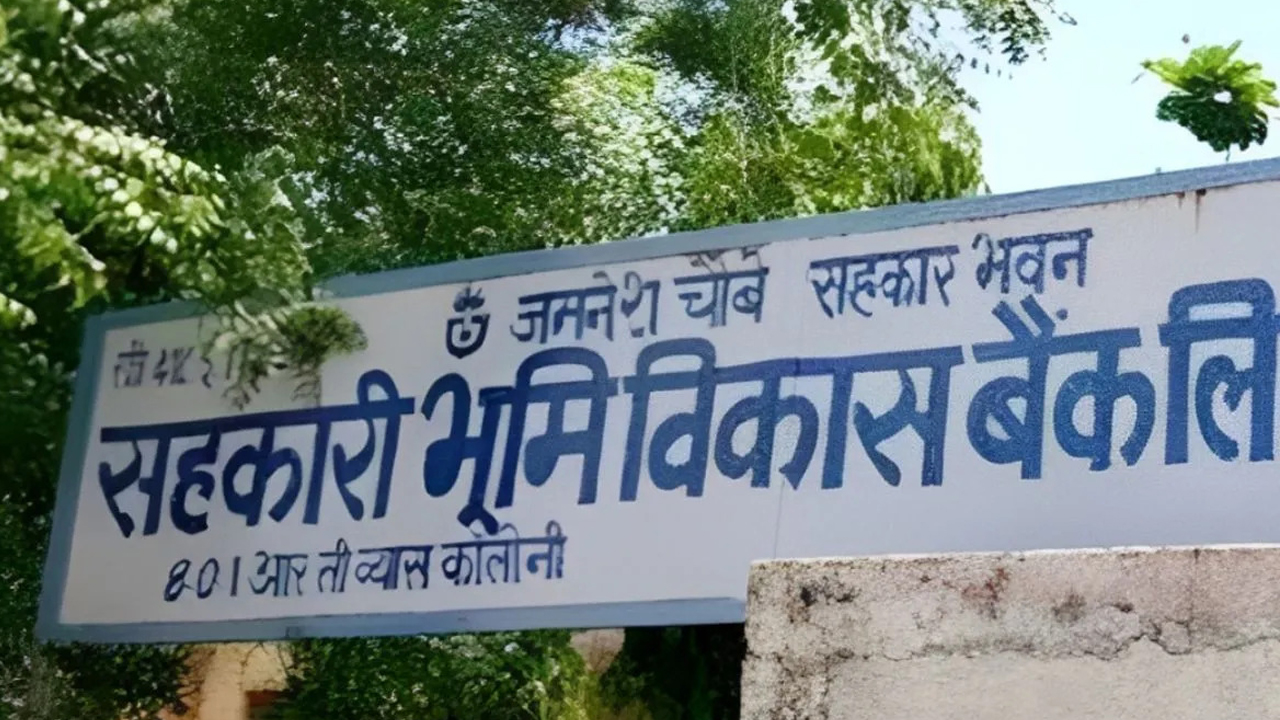 जमनेश चौबे सहकार भवन
सहकारी भूमि विकास बैंक लि
801 आर ती व्यास कॉलोनी